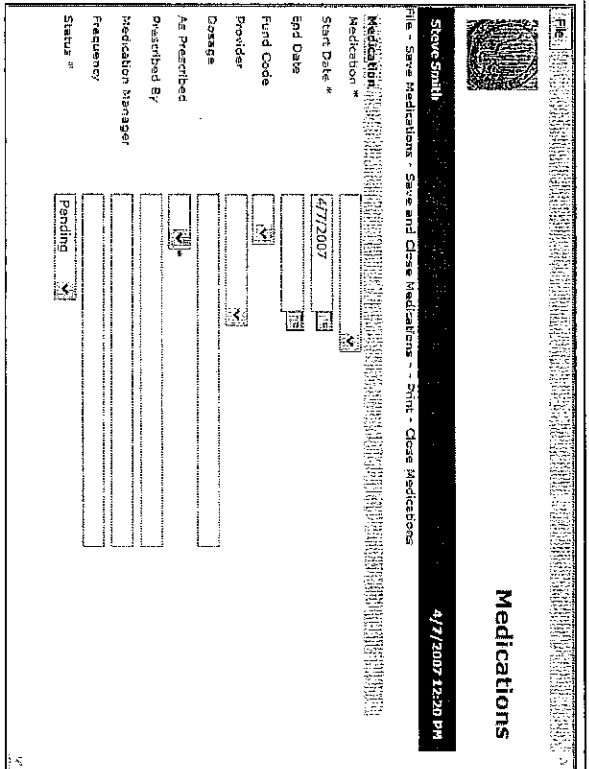 File
Medications
Steve Smith 4/7/2007 12:20 PM
File - Save Medications - Save and Close Medications - - Print - Close Medications
Medication
Medication *
Start Date * 4/7/2007
End Date
Fund Code
Provider
Dosage
As Prescribed *
Prescribed By
Medication Manager
Frequency
Status * Pending